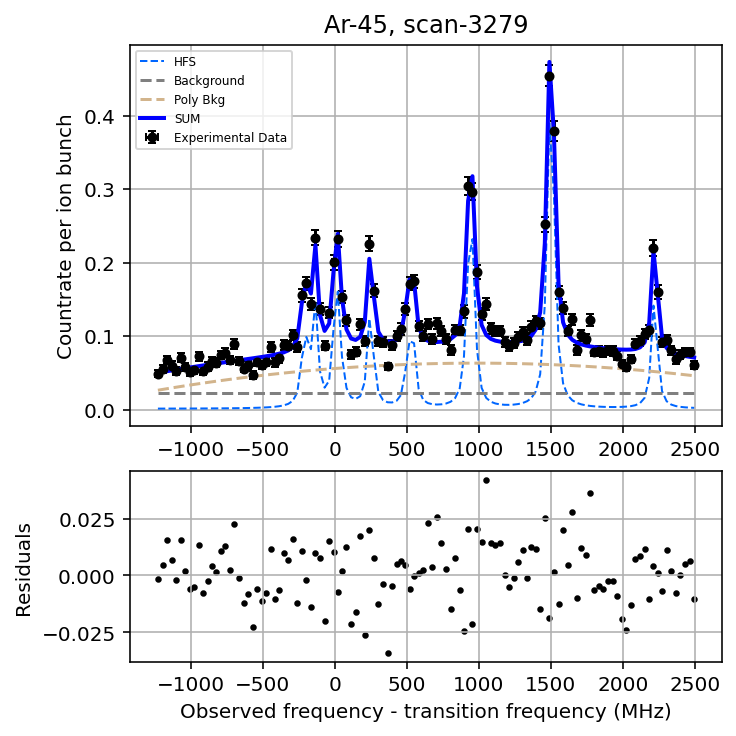 Ar-45, scan-3279
HFS
Background
Poly Bkg
SUM
Experimental Data
Countrate per ion bunch
0.4
0.3
0.2
0.1
0.0
−1000 −500 0 500 1000 1500 2000 2500
Residuals
0.025
0.000
−0.025
−1000 −500 0 500 1000 1500 2000 2500
Observed frequency - transition frequency (MHz)